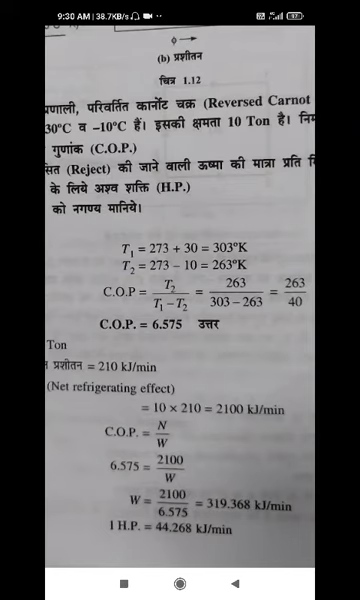 9:30 AM | 38.7KB/s
97
ϕ →
(b) प्रशीतन
चित्र 1.12
प्रणाली, परिवर्तित कार्नोट चक्र (Reversed Carnot
30°C व –10°C हैं। इसकी क्षमता 10 Ton है।
गुणांक (C.O.P.)
(Reject) की जाने वाली ऊष्मा की मात्रा प्रति
के लिये अश्व शक्ति (H.P.)
को नगण्य मानिये।
T₁ = 273 + 30 = 303°K
T₂ = 273 – 10 = 263°K
C.O.P = T₂/(T₁ – T₂) = 263/(303 – 263) = 263/40
C.O.P. = 6.575 उत्तर
Ton
प्रशीतन = 210 kJ/min
(Net refrigerating effect)
= 10 × 210 = 2100 kJ/min
C.O.P. = N/W
6.575 = 2100/W
W = 2100/6.575 = 319.368 kJ/min
1 H.P. = 44.268 kJ/min